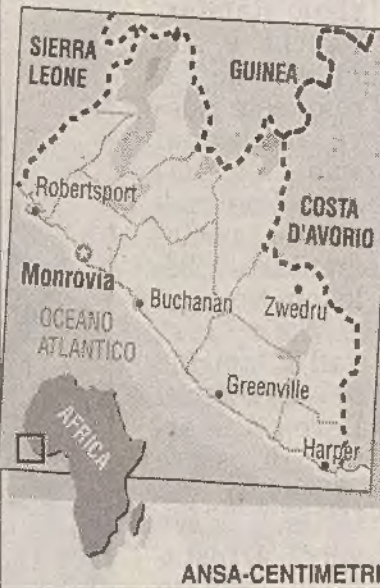 SIERRA
LEONE
GUINEA
Robertsport
COSTA
D'AVORIO
Monrovia
Buchanan
Zwedru
OCEANO
ATLANTICO
Greenville
AFRICA
Harper
ANSA-CENTIMETRI